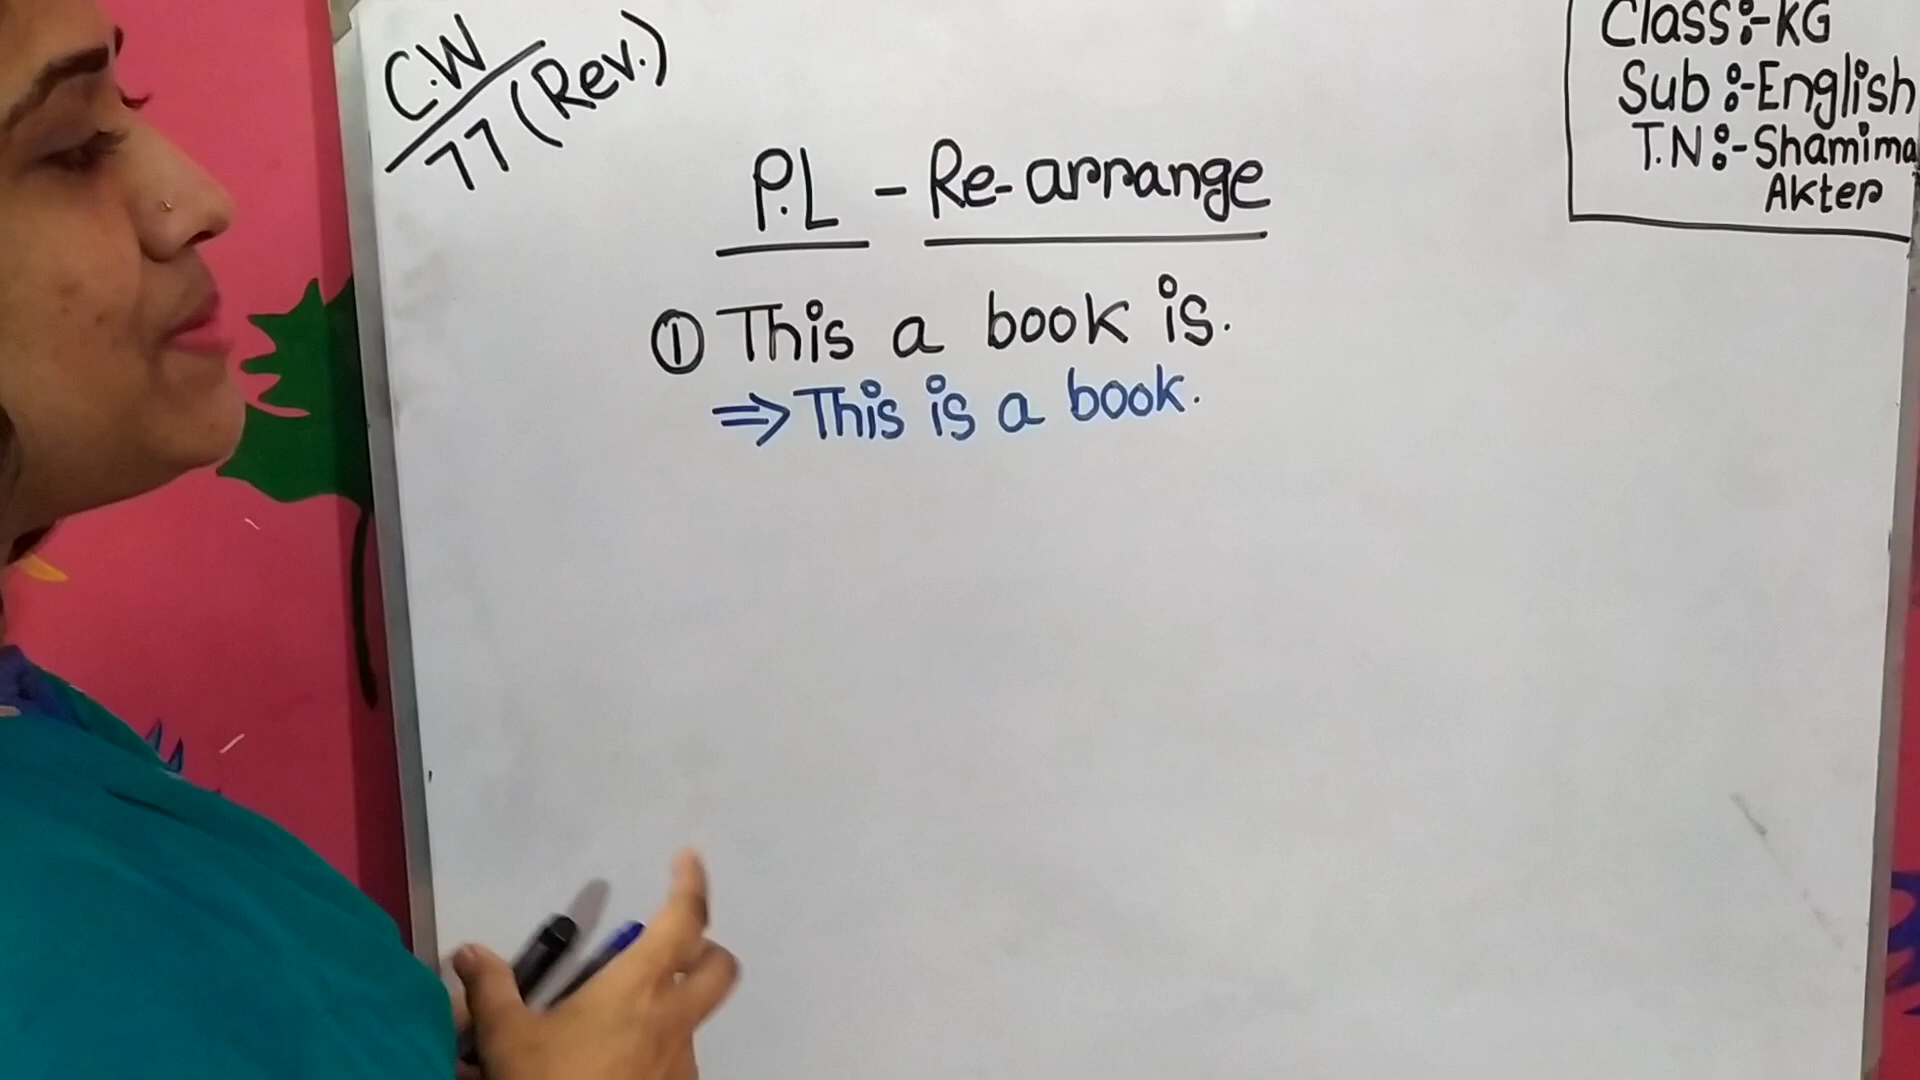 C.W
77 (Rev.)
Class:-KG
Sub:-English
T.N:-Shamima
Akter
P.L - Re-arrange
① This a book is.
⇒ This is a book.